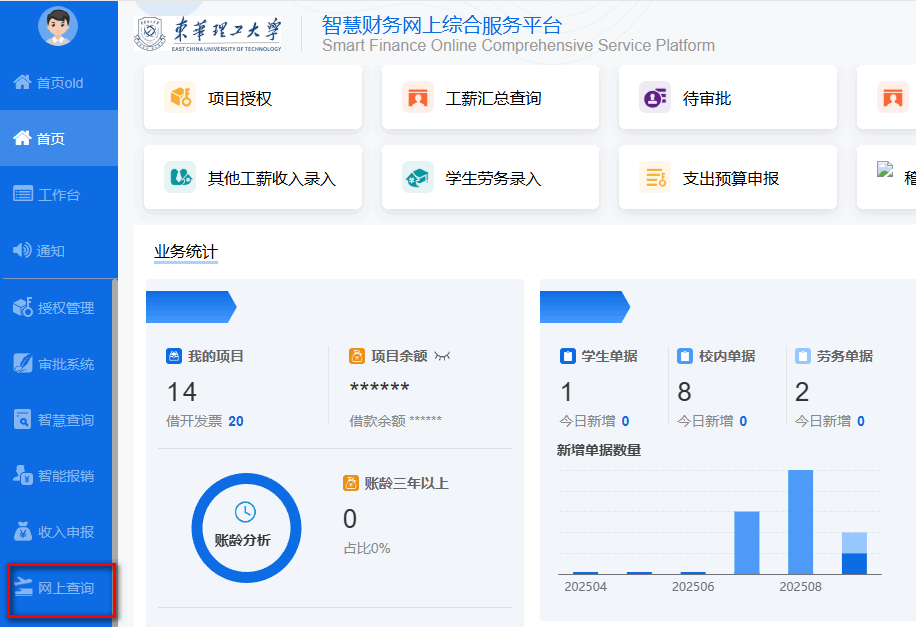 首页old
首页
工作台
通知
授权管理
审批系统
智慧查询
智能报销
收入申报
网上查询
東華理工大学
EAST CHINA UNIVERSITY OF TECHNOLOGY
智慧财务网上综合服务平台
Smart Finance Online Comprehensive Service Platform
项目授权
工薪汇总查询
待审批
其他工薪收入录入
学生劳务录入
支出预算申报
稽
业务统计
我的项目
14
借开发票 20
项目余额
******
借款余额 ******
账龄分析
账龄三年以上
0
占比0%
学生单据
1
今日新增 0
校内单据
8
今日新增 0
劳务单据
2
今日新增 0
新增单据数量
202504 202506 202508